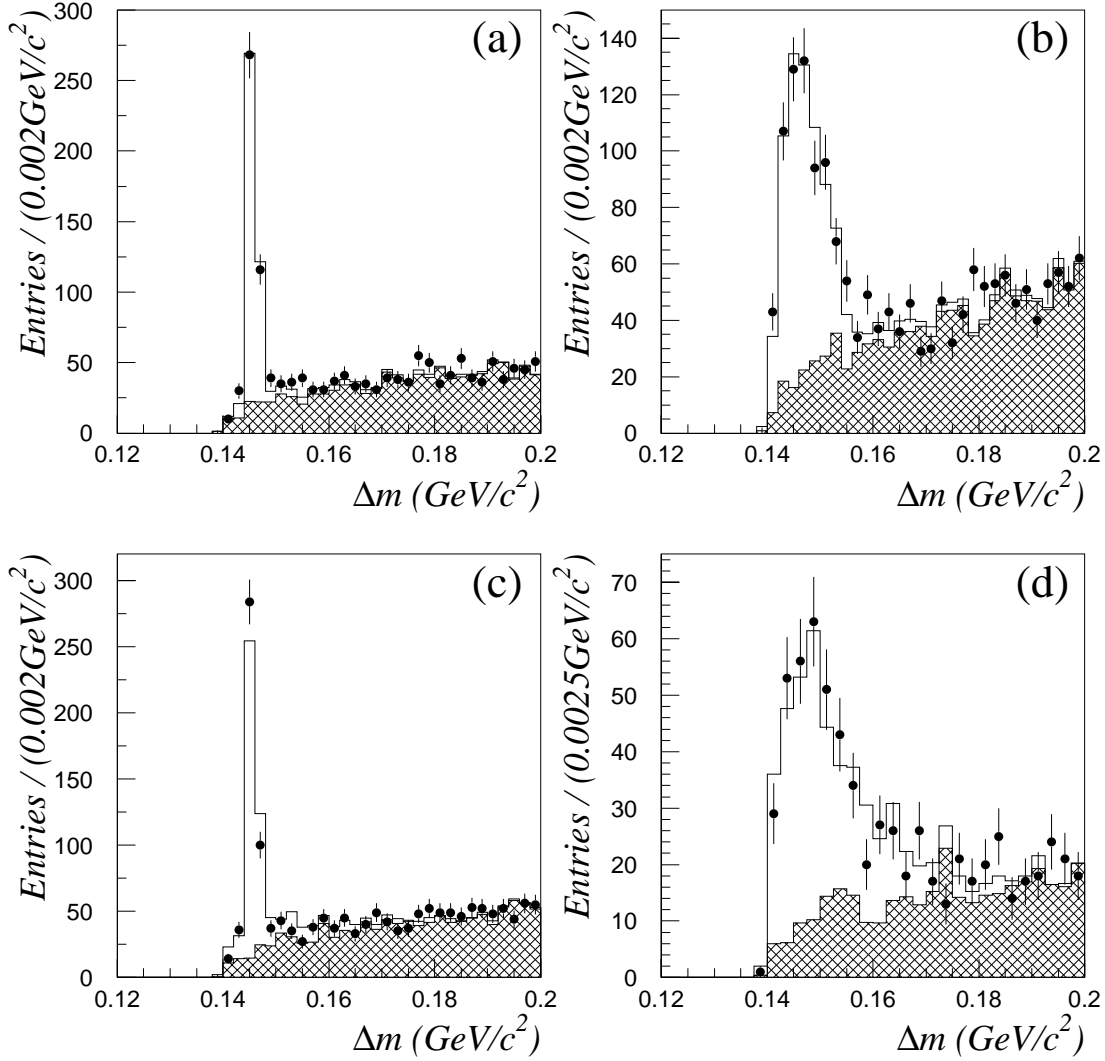 (a)
Entries / (0.002GeV/c²)
300
250
200
150
100
50
0
0.12 0.14 0.16 0.18 0.2
Δm (GeV/c²)
(b)
Entries / (0.002GeV/c²)
140
120
100
80
60
40
20
0
0.12 0.14 0.16 0.18 0.2
Δm (GeV/c²)
(c)
Entries / (0.002GeV/c²)
300
250
200
150
100
50
0
0.12 0.14 0.16 0.18 0.2
Δm (GeV/c²)
(d)
Entries / (0.0025GeV/c²)
70
60
50
40
30
20
10
0
0.12 0.14 0.16 0.18 0.2
Δm (GeV/c²)